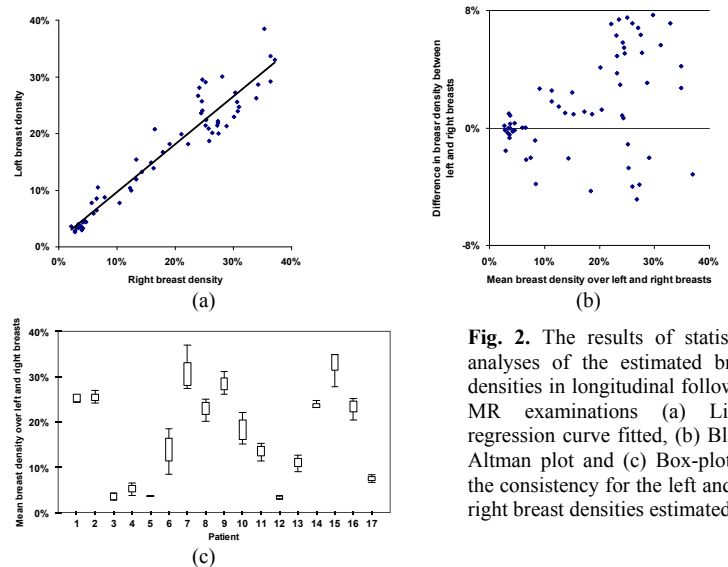 40%
30%
20%
10%
0%
Left breast density
0% 10% 20% 30% 40%
Right breast density
(a)
8%
0%
-8%
Difference in breasr density between
left and right breasts
0% 10% 20% 30% 40%
Mean breast density over left and right breasts
(b)
40%
30%
20%
10%
0%
Mean breast density over left and right breasts
1 2 3 4 5 6 7 8 9 10 11 12 13 14 15 16 17
Patient
(c)
Fig. 2. The results of statis
analyses of the estimated br
densities in longitudinal follow
MR examinations (a) Li
regression curve fitted, (b) Bl
Altman plot and (c) Box-plot
the consistency for the left and
right breast densities estimated